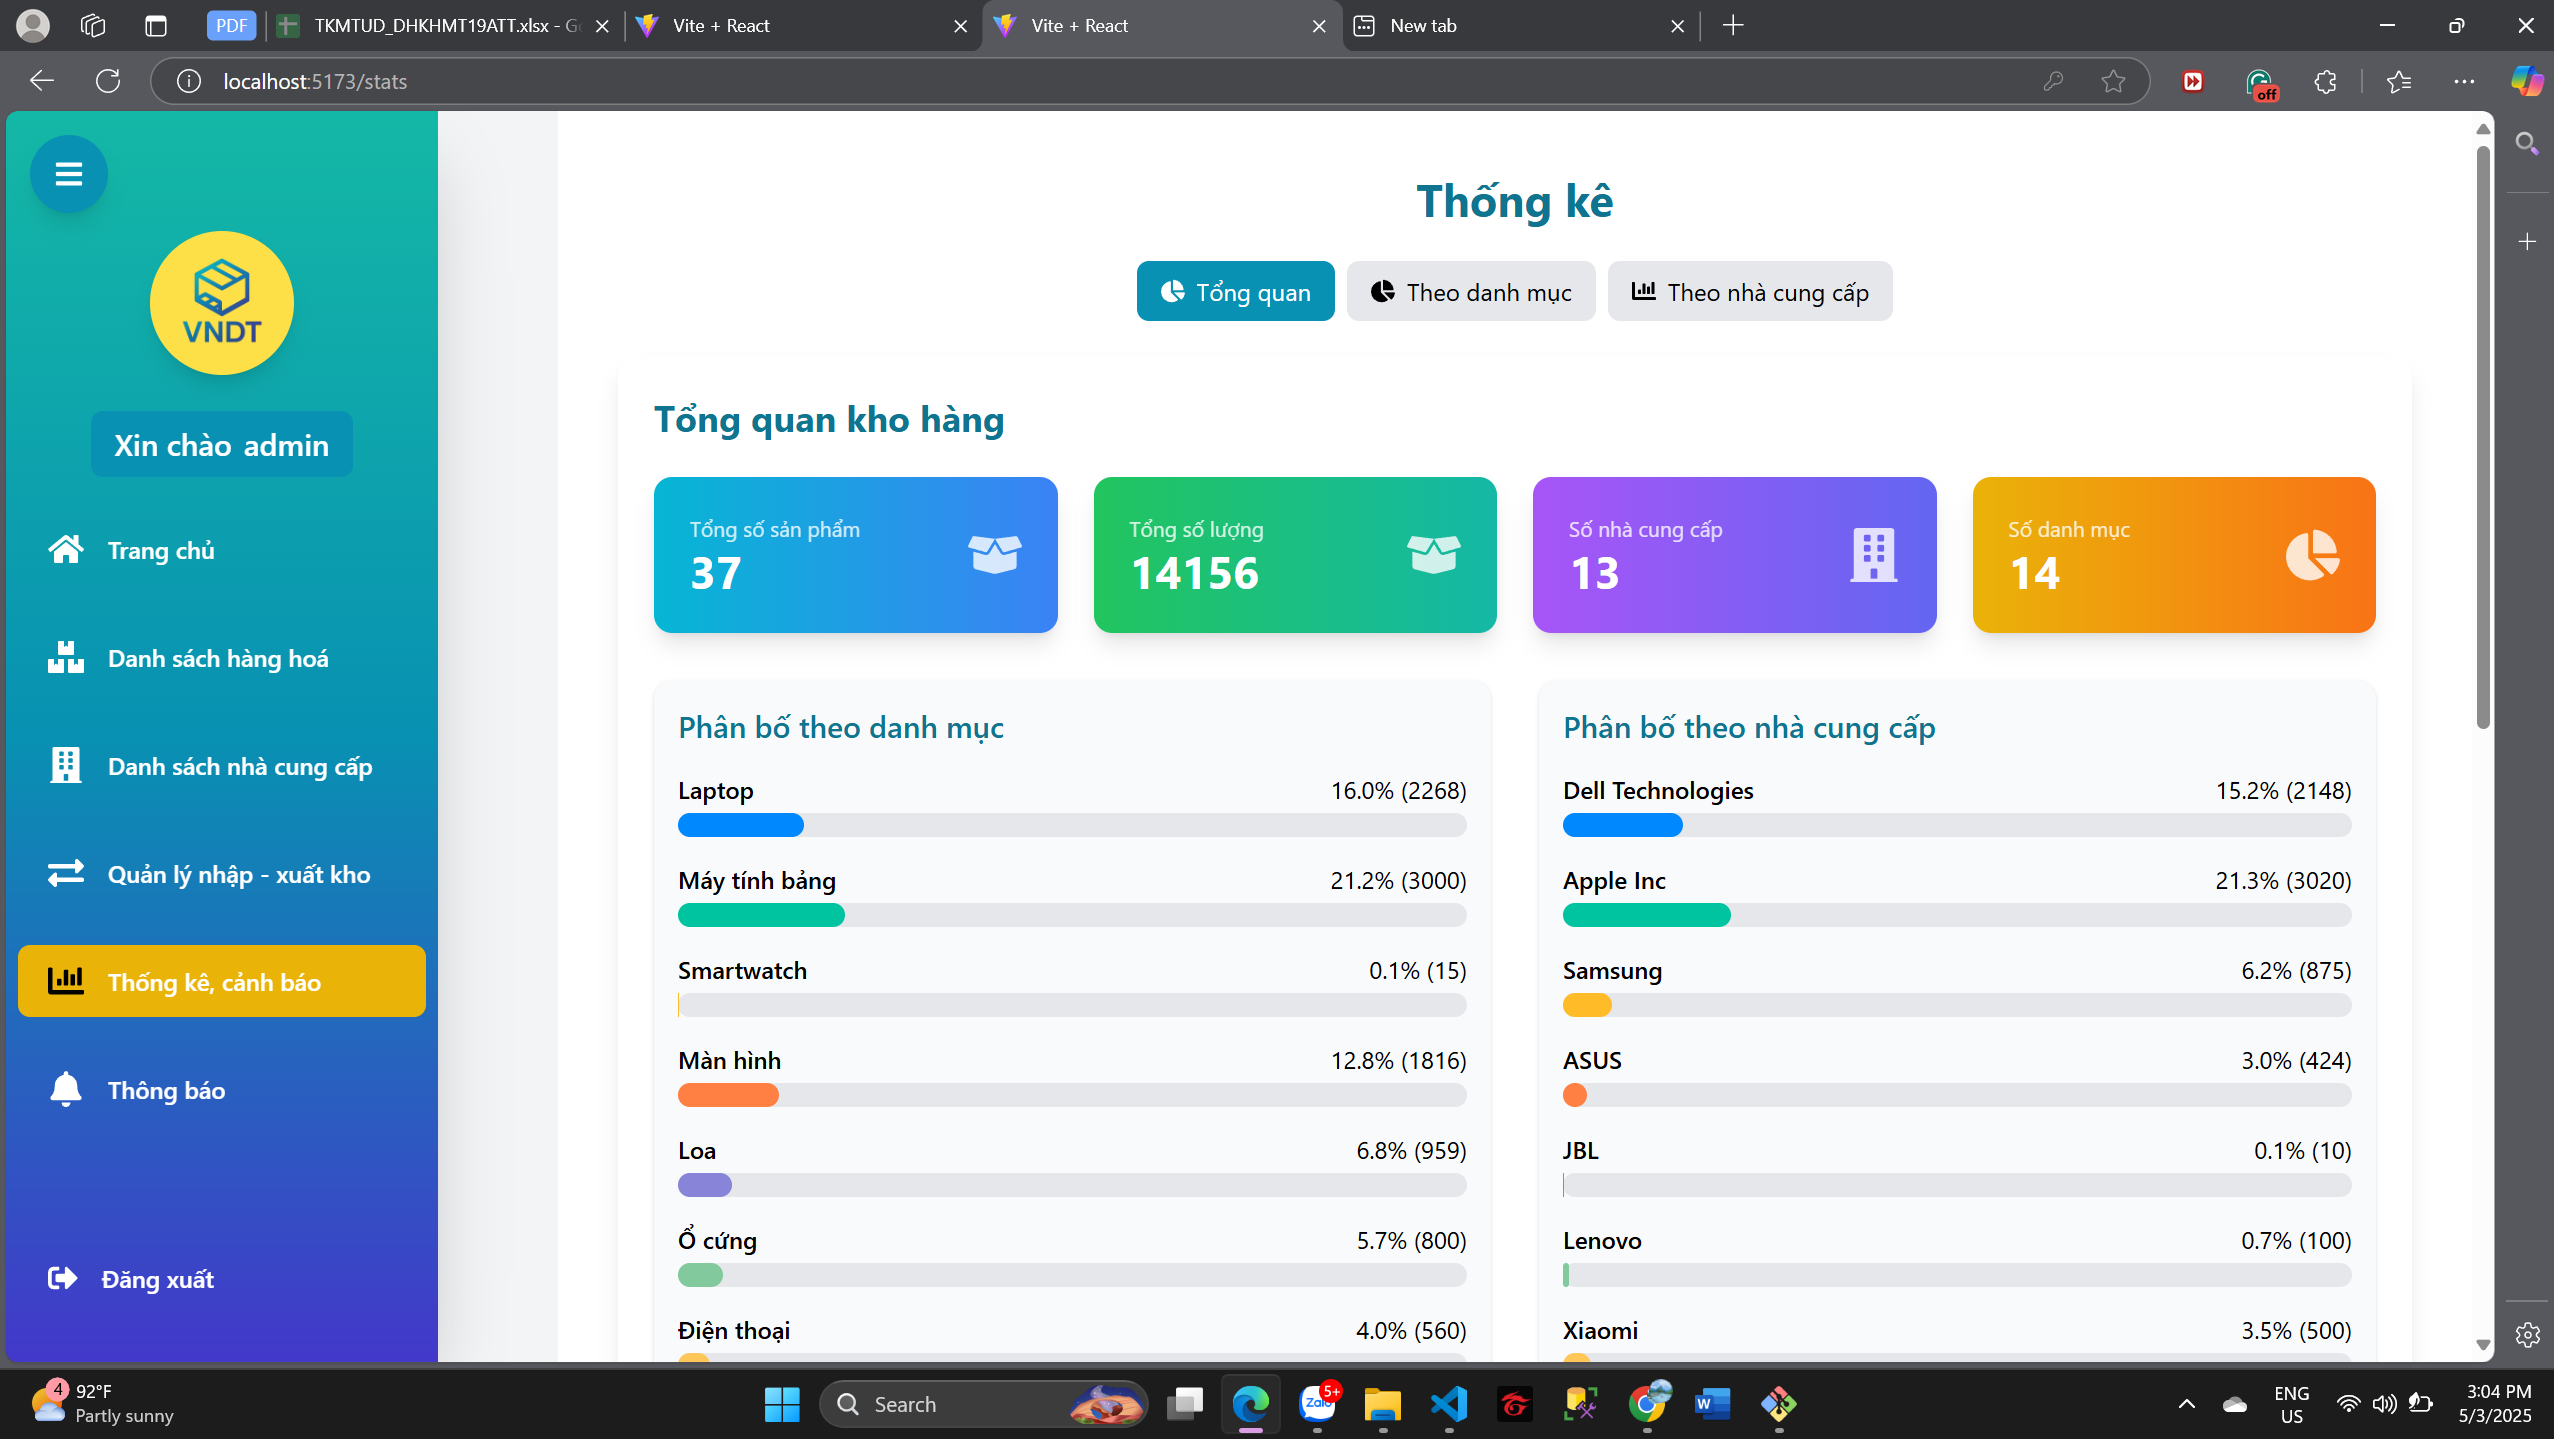 PDF
TKMTUD_DHKHMT19ATT.xlsx - Go
Vite + React
Vite + React
New tab
localhost:5173/stats
off
VNDT
Xin chào admin
Trang chủ
Danh sách hàng hoá
Danh sách nhà cung cấp
Quản lý nhập - xuất kho
Thống kê, cảnh báo
Thông báo
Đăng xuất
Thống kê
Tổng quan
Theo danh mục
Theo nhà cung cấp
Tổng quan kho hàng
Tổng số sản phẩm
37
Tổng số lượng
14156
Số nhà cung cấp
13
Số danh mục
14
Phân bố theo danh mục
Laptop 16.0% (2268)
Máy tính bảng 21.2% (3000)
Smartwatch 0.1% (15)
Màn hình 12.8% (1816)
Loa 6.8% (959)
Ổ cứng 5.7% (800)
Điện thoại 4.0% (560)
Phân bố theo nhà cung cấp
Dell Technologies 15.2% (2148)
Apple Inc 21.3% (3020)
Samsung 6.2% (875)
ASUS 3.0% (424)
JBL 0.1% (10)
Lenovo 0.7% (100)
Xiaomi 3.5% (500)
4
92°F
Partly sunny
Search
Zalo
5+
W
ENG
US
3:04 PM
5/3/2025